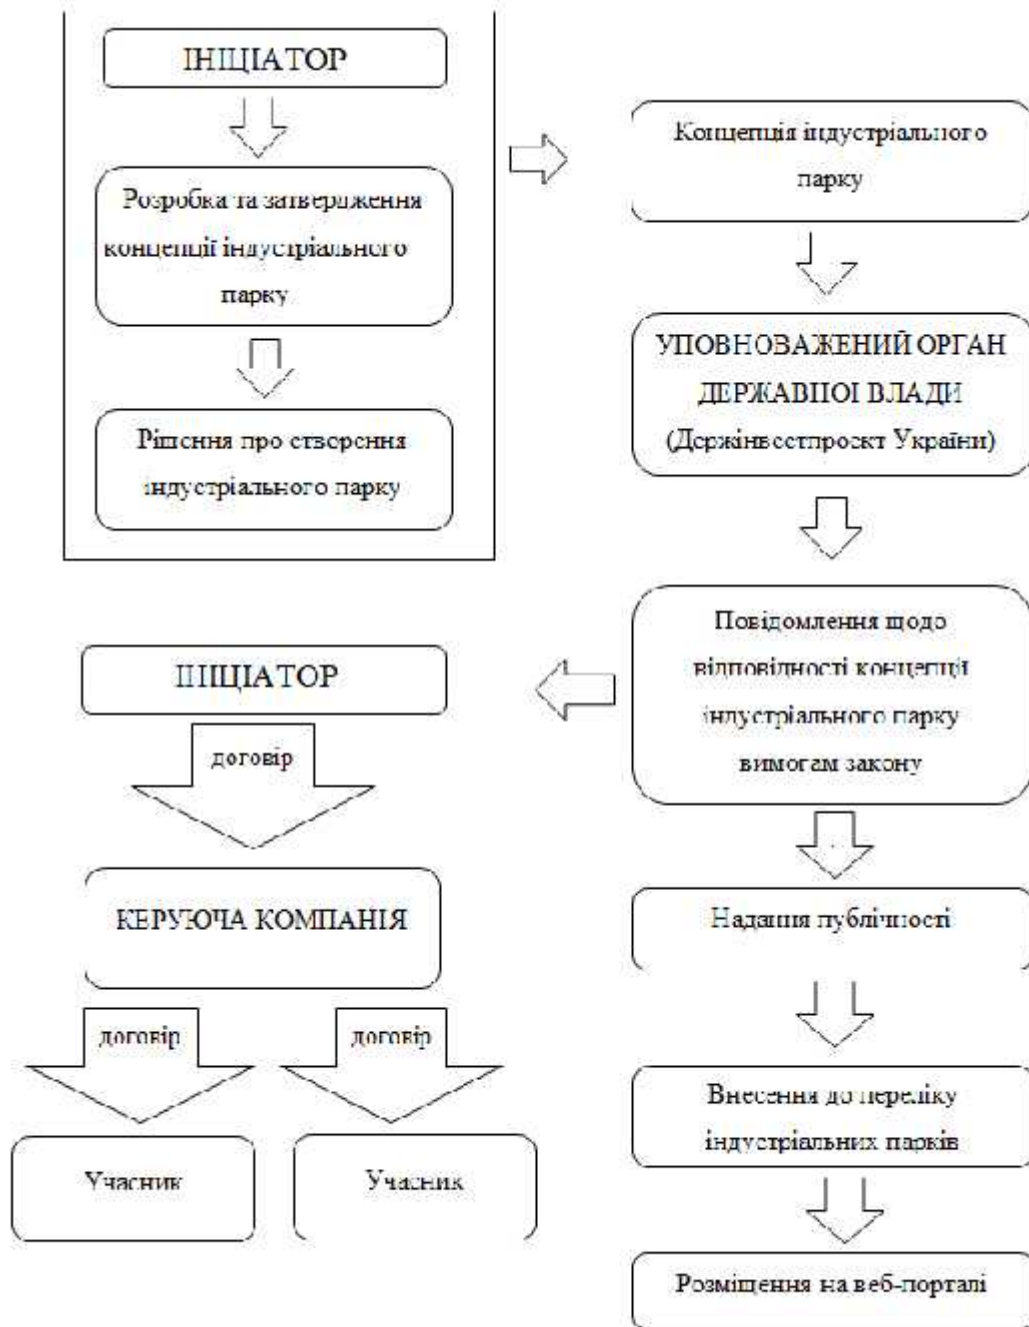 ІНІЦІАТОР
Розробка та затвердження
концепції індустріального
парку
Рішення про створення
індустріального парку
Концепція індустріального
парку
УПОВНОВАЖЕНИЙ ОРГАН
ДЕРЖАВНОЇ ВЛАДИ
(Держінвестпроєкт України)
Повідомлення щодо
відповідності концепції
індустріального парку
вимогам закону
ІНІЦІАТОР
договір
КЕРУЮЧА КОМПАНІЯ
договір
договір
Учасник
Учасник
Надання публічності
Внесення до переліку
індустріальних парків
Розміщення на веб-порталі